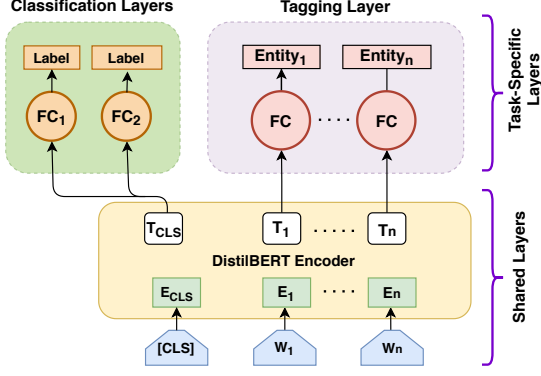 Classification Layers
Tagging Layer
Label
Label
Entity1
Entityn
FC1
FC2
FC
. . . .
FC
Task-Specific
Layers
TCLS
T1
. . . . .
Tn
DistilBERT Encoder
ECLS
E1
. . . .
En
[CLS]
W1
Wn
Shared Layers